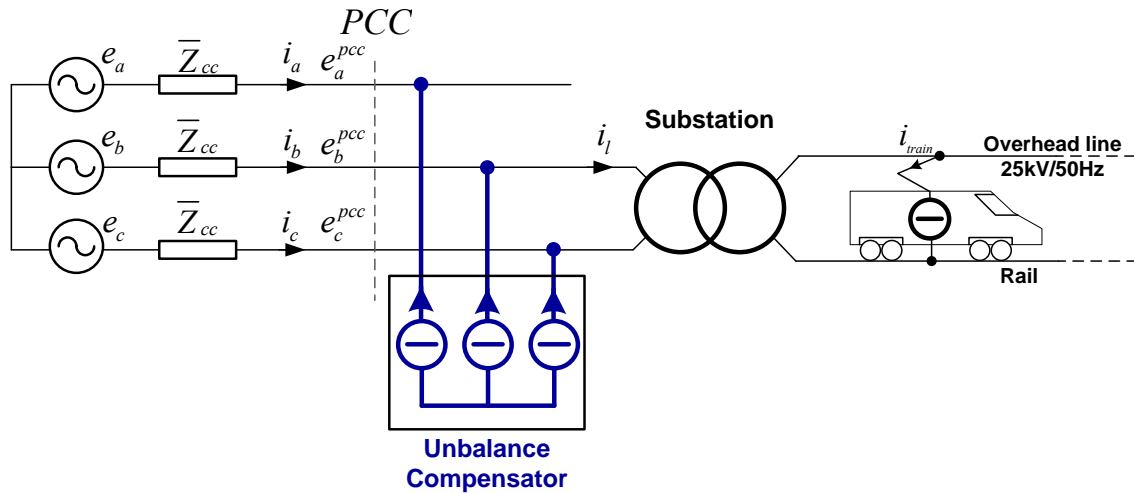 PCC
e_a
Z̅_cc
i_a
e_a^pcc
e_b
Z̅_cc
i_b
e_b^pcc
i_l
Substation
i_train
Overhead line
25kV/50Hz
e_c
Z̅_cc
i_c
e_c^pcc
Rail
Unbalance
Compensator